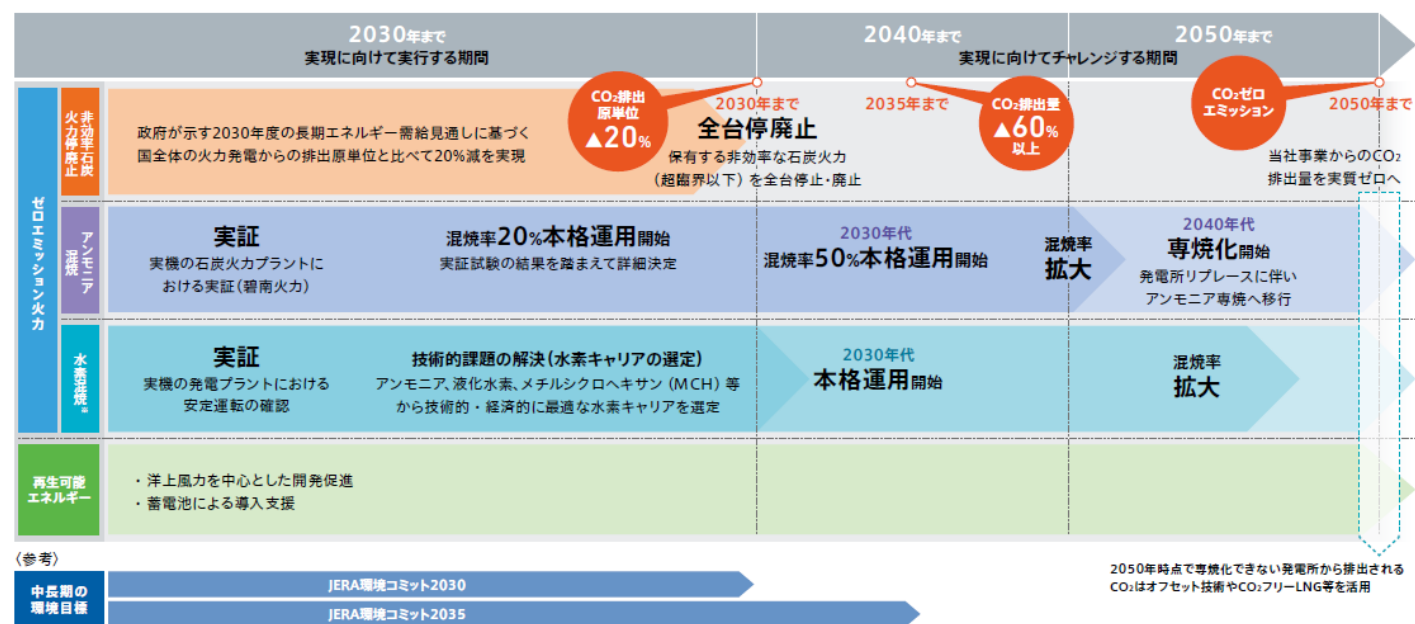 2030年まで
実現に向けて実行する期間
2040年まで
2050年まで
実現に向けてチャレンジする期間
CO₂排出
原単位
▲20%
2030年まで
2035年まで
CO₂排出量
▲60%
以上
CO₂ゼロ
エミッション
2050年まで
ゼロエミッション火力
非効率石炭
火力停廃止
政府が示す2030年度の長期エネルギー需給見通しに基づく
国全体の火力発電からの排出原単位と比べて20%減を実現
全台停廃止
保有する非効率な石炭火力
(超臨界以下)を全台停止・廃止
当社事業からのCO₂
排出量を実質ゼロへ
アンモニア
混焼
実証
実機の石炭火力プラントに
おける実証(碧南火力)
混焼率20%本格運用開始
実証試験の結果を踏まえて詳細決定
2030年代
混焼率50%本格運用開始
混焼率
拡大
2040年代
専焼化開始
発電所リプレースに伴い
アンモニア専焼へ移行
水素混焼※
実証
実機の発電プラントにおける
安定運転の確認
技術的課題の解決(水素キャリアの選定)
アンモニア、液化水素、メチルシクロヘキサン(MCH)等
から技術的・経済的に最適な水素キャリアを選定
2030年代
本格運用開始
混焼率
拡大
再生可能
エネルギー
・洋上風力を中心とした開発促進
・蓄電池による導入支援
〈参考〉
中長期の
環境目標
JERA環境コミット2030
JERA環境コミット2035
2050年時点で専焼化できない発電所から排出される
CO₂はオフセット技術やCO₂フリーLNG等を活用